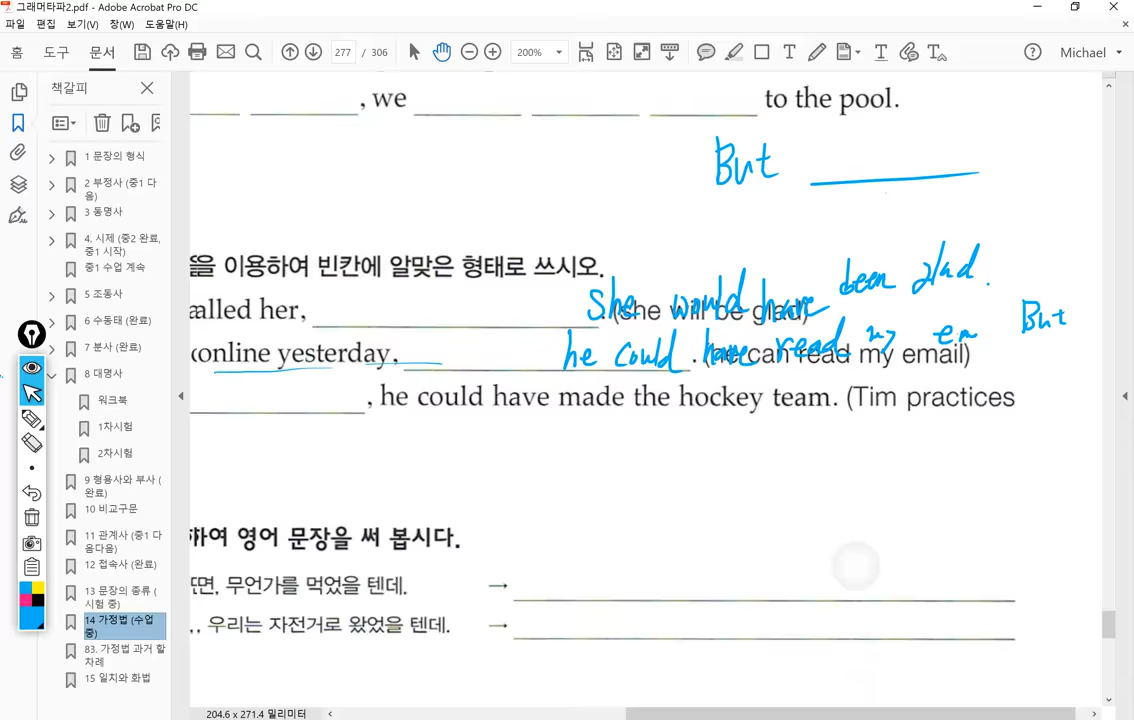 그래머타파2.pdf - Adobe Acrobat Pro DC
파일 편집 보기(V) 창(W) 도움말(H)
홈 도구 문서 277 / 306 200% Michael
책갈피
1 문장의 형식
2 부정사 (중1 다
음)
3 동명사
4. 시제 (중2 완료,
중1 시작)
중1 수업 계속
5 조동사
6 수동태 (완료)
7 분사 (완료)
8 대명사
워크북
1차시험
2차시험
9 형용사와 부사 (
완료)
10 비교구문
11 관계사 (중1 다
음다음)
12 접속사 (완료)
13 문장의 종류 (
시험 중)
14 가정법 (수업
중)
83. 가정법 과거 할
차례
15 일치와 화법
, we to the pool.
But
을 이용하여 빈칸에 알맞은 형태로 쓰시오.
She would have been glad.
alled her, . (she will be glad)
But
he could have read my em
online yesterday, . (he can read my email)
, he could have made the hockey team. (Tim practices
하여 영어 문장을 써 봅시다.
면, 무언가를 먹었을 텐데. →
, 우리는 자전거로 왔었을 텐데. →
204.6 x 271.4 밀리미터